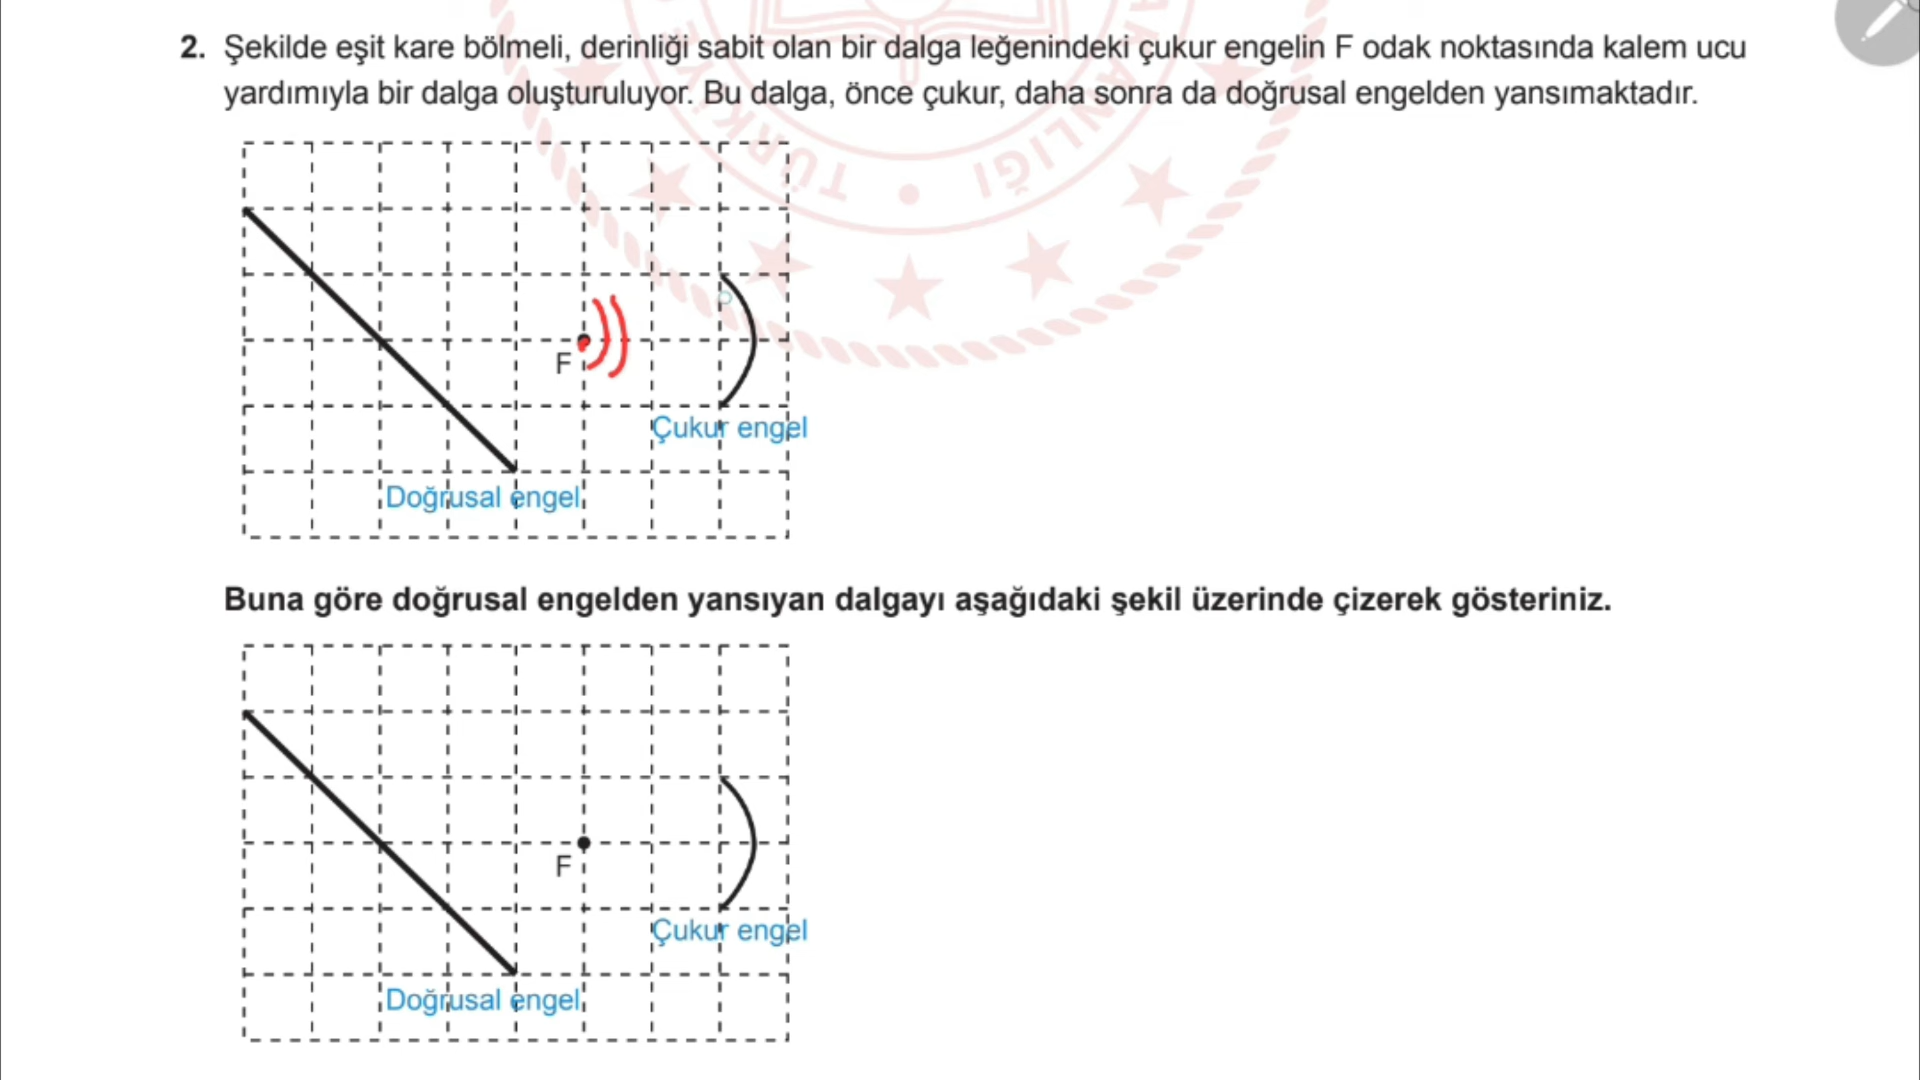 2. Şekilde eşit kare bölmeli, derinliği sabit olan bir dalga leğenindeki çukur engelin F odak noktasında kalem ucu
yardımıyla bir dalga oluşturuluyor. Bu dalga, önce çukur, daha sonra da doğrusal engelden yansımaktadır.
F
Çukur engel
Doğrusal engel
Buna göre doğrusal engelden yansıyan dalgayı aşağıdaki şekil üzerinde çizerek gösteriniz.
F
Çukur engel
Doğrusal engel